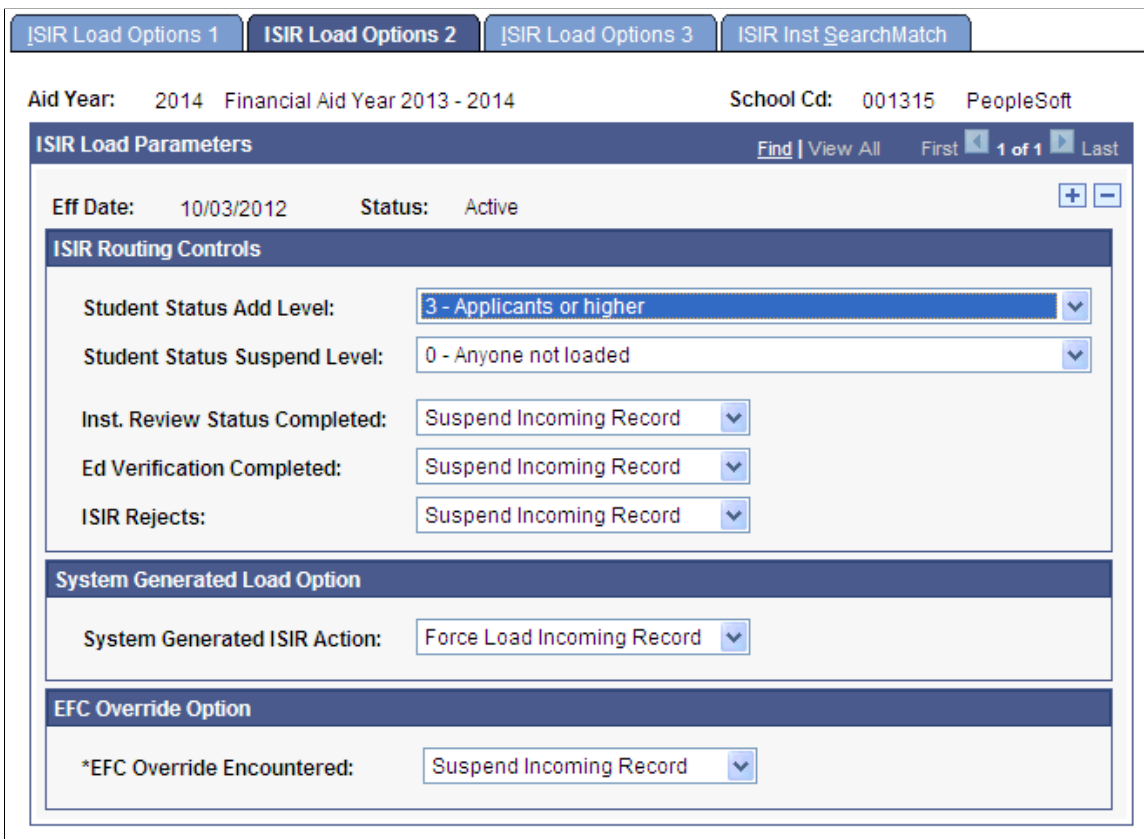 ISIR Load Options 1 ISIR Load Options 2 ISIR Load Options 3 ISIR Inst SearchMatch
Aid Year: 2014 Financial Aid Year 2013 - 2014 School Cd: 001315 PeopleSoft
ISIR Load Parameters Find | View All First 1 of 1 Last
Eff Date: 10/03/2012 Status: Active
ISIR Routing Controls
Student Status Add Level: 3 - Applicants or higher
Student Status Suspend Level: 0 - Anyone not loaded
Inst. Review Status Completed: Suspend Incoming Record
Ed Verification Completed: Suspend Incoming Record
ISIR Rejects: Suspend Incoming Record
System Generated Load Option
System Generated ISIR Action: Force Load Incoming Record
EFC Override Option
*EFC Override Encountered: Suspend Incoming Record